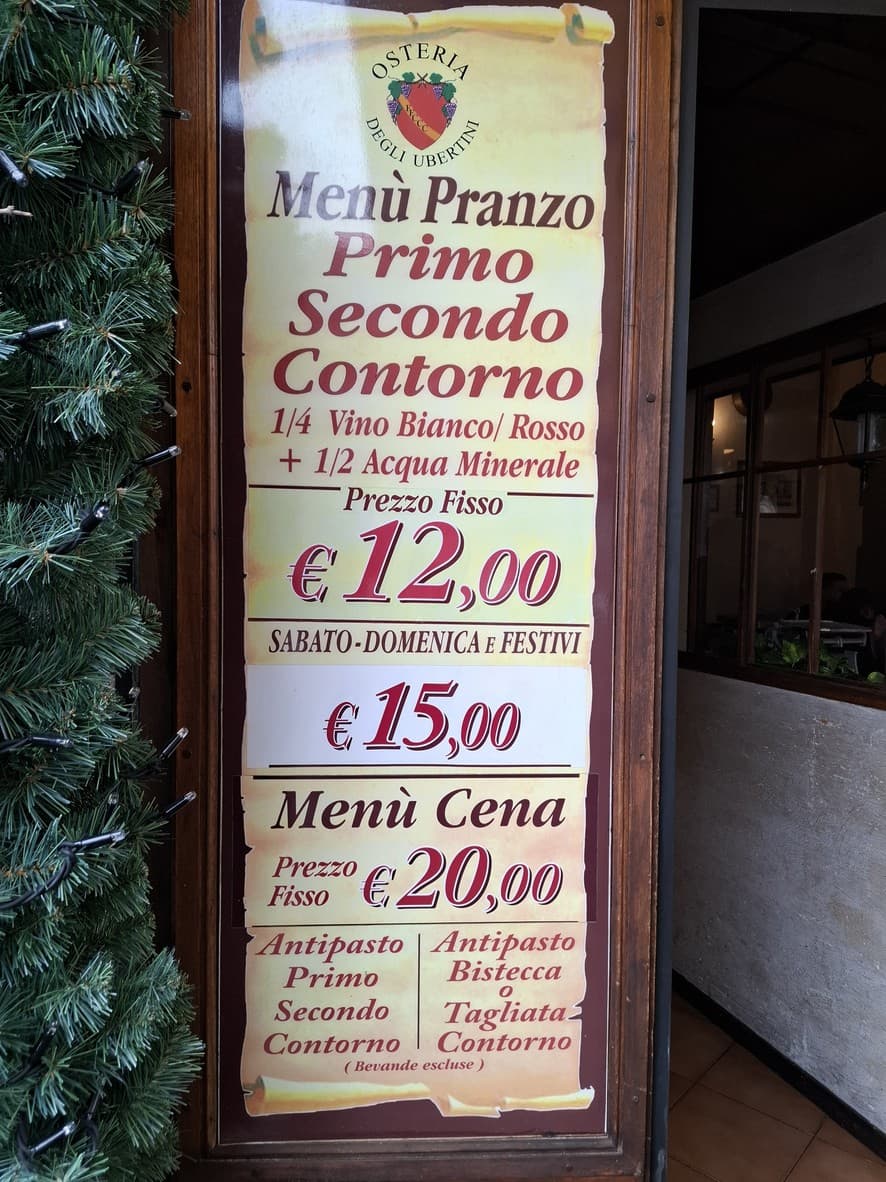 OSTERIA
DEGLI UBERTINI
Menù Pranzo
Primo
Secondo
Contorno
1/4 Vino Bianco/ Rosso
+ 1/2 Acqua Minerale
Prezzo Fisso
€ 12,00
SABATO-DOMENICA E FESTIVI
€ 15,00
Menù Cena
Prezzo
Fisso
€ 20,00
Antipasto
Primo
Secondo
Contorno
Antipasto
Bistecca
o
Tagliata
Contorno
( Bevande escluse )